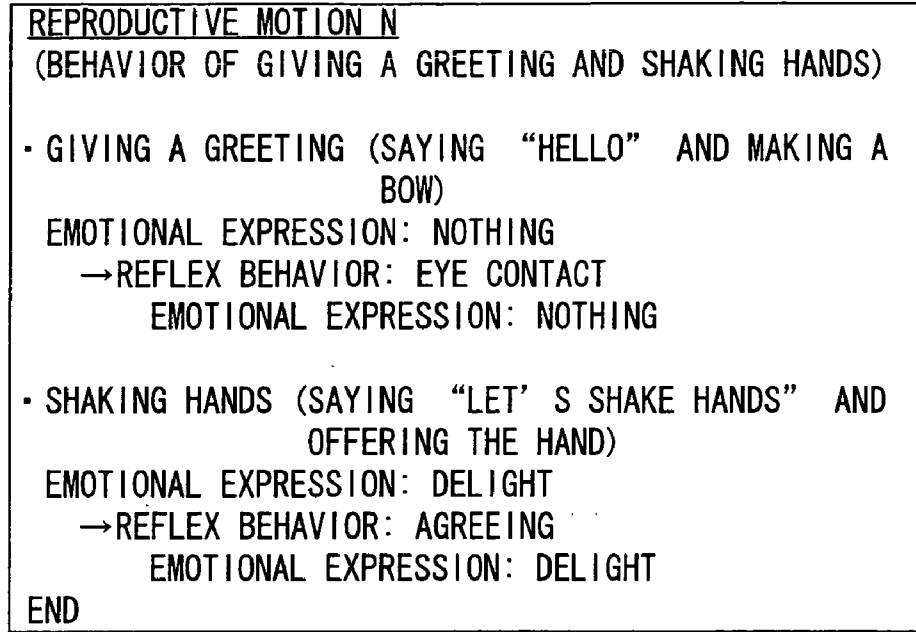 REPRODUCTIVE MOTION N
(BEHAVIOR OF GIVING A GREETING AND SHAKING HANDS)
・GIVING A GREETING (SAYING “HELLO” AND MAKING A
BOW)
EMOTIONAL EXPRESSION: NOTHING
→REFLEX BEHAVIOR: EYE CONTACT
EMOTIONAL EXPRESSION: NOTHING
・SHAKING HANDS (SAYING “LET’ S SHAKE HANDS” AND
OFFERING THE HAND)
EMOTIONAL EXPRESSION: DELIGHT
→REFLEX BEHAVIOR: AGREEING
EMOTIONAL EXPRESSION: DELIGHT
END